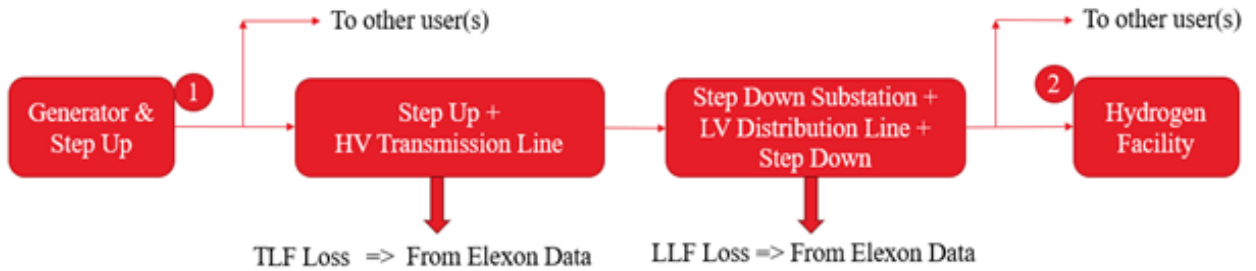 To other user(s)
To other user(s)
1
2
Generator &
Step Up
Step Up +
HV Transmission Line
Step Down Substation +
LV Distribution Line +
Step Down
Hydrogen
Facility
TLF Loss => From Elexon Data
LLF Loss => From Elexon Data